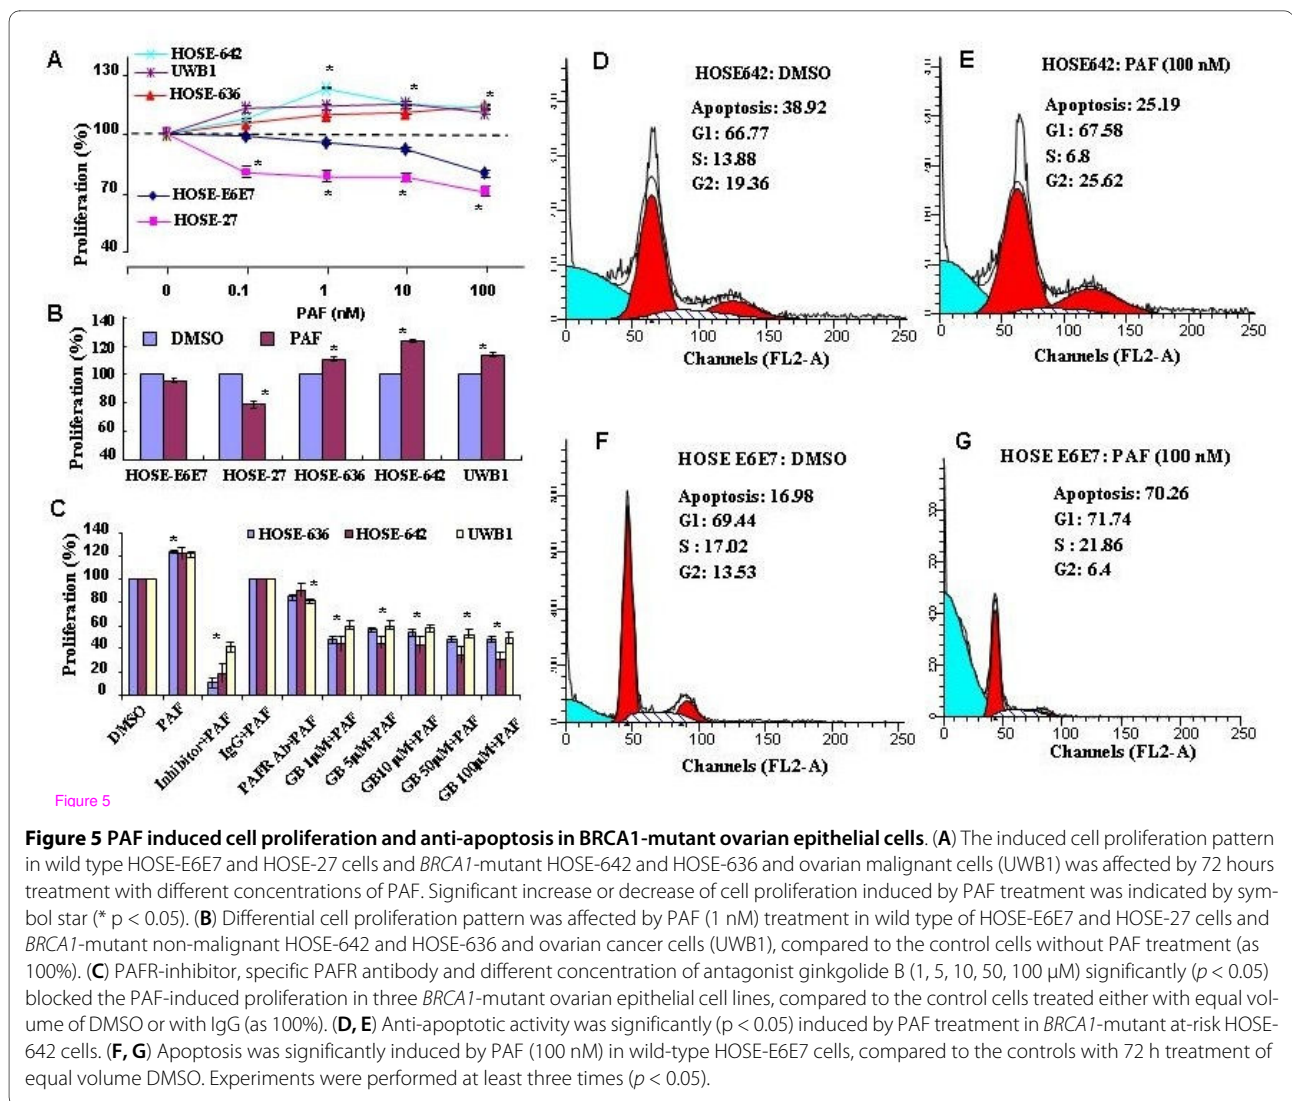 A
HOSE-642
UWB1
HOSE-636
HOSE-E6E7
HOSE-27
Proliferation (%)
130
100
70
40
0 0.1 1 10 100
PAF (nM)
* * *
* * * *
B
DMSO PAF
Proliferation (%)
140
120
100
80
60
40
* * * *
HOSE-E6E7 HOSE-27 HOSE-636 HOSE-642 UWB1
C
HOSE-636 HOSE-642 UWB1
Proliferation (%)
140
120
100
80
60
40
20
0
* * * * * * * *
DMSO
PAF
Inhibitor+PAF
IgG+PAF
PAFR Ab+PAF
GB 1µM+PAF
GB 5µM+PAF
GB10 µM+PAF
GB 50µM+PAF
GB 100µM+PAF
D
HOSE642: DMSO
Apoptosis: 38.92
G1: 66.77
S: 13.88
G2: 19.36
0 50 100 150 200 250
Channels (FL2-A)
E
HOSE642: PAF (100 nM)
Apoptosis: 25.19
G1: 67.58
S: 6.8
G2: 25.62
0 50 100 150 200 250
Channels (FL2-A)
F
HOSE E6E7: DMSO
Apoptosis: 16.98
G1: 69.44
S : 17.02
G2: 13.53
0 50 100 150 200 250
Channels (FL2-A)
G
HOSE E6E7: PAF (100 nM)
Apoptosis: 70.26
G1: 71.74
S : 21.86
G2: 6.4
0 50 100 150 200 250
Channels (FL2-A)
Figure 5
Figure 5 PAF induced cell proliferation and anti-apoptosis in BRCA1-mutant ovarian epithelial cells. (A) The induced cell proliferation pattern
in wild type HOSE-E6E7 and HOSE-27 cells and BRCA1-mutant HOSE-642 and HOSE-636 and ovarian malignant cells (UWB1) was affected by 72 hours
treatment with different concentrations of PAF. Significant increase or decrease of cell proliferation induced by PAF treatment was indicated by sym-
bol star (* p < 0.05). (B) Differential cell proliferation pattern was affected by PAF (1 nM) treatment in wild type of HOSE-E6E7 and HOSE-27 cells and
BRCA1-mutant non-malignant HOSE-642 and HOSE-636 and ovarian cancer cells (UWB1), compared to the control cells without PAF treatment (as
100%). (C) PAFR-inhibitor, specific PAFR antibody and different concentration of antagonist ginkgolide B (1, 5, 10, 50, 100 µM) significantly (p < 0.05)
blocked the PAF-induced proliferation in three BRCA1-mutant ovarian epithelial cell lines, compared to the control cells treated either with equal vol-
ume of DMSO or with IgG (as 100%). (D, E) Anti-apoptotic activity was significantly (p < 0.05) induced by PAF treatment in BRCA1-mutant at-risk HOSE-
642 cells. (F, G) Apoptosis was significantly induced by PAF (100 nM) in wild-type HOSE-E6E7 cells, compared to the controls with 72 h treatment of
equal volume DMSO. Experiments were performed at least three times (p < 0.05).